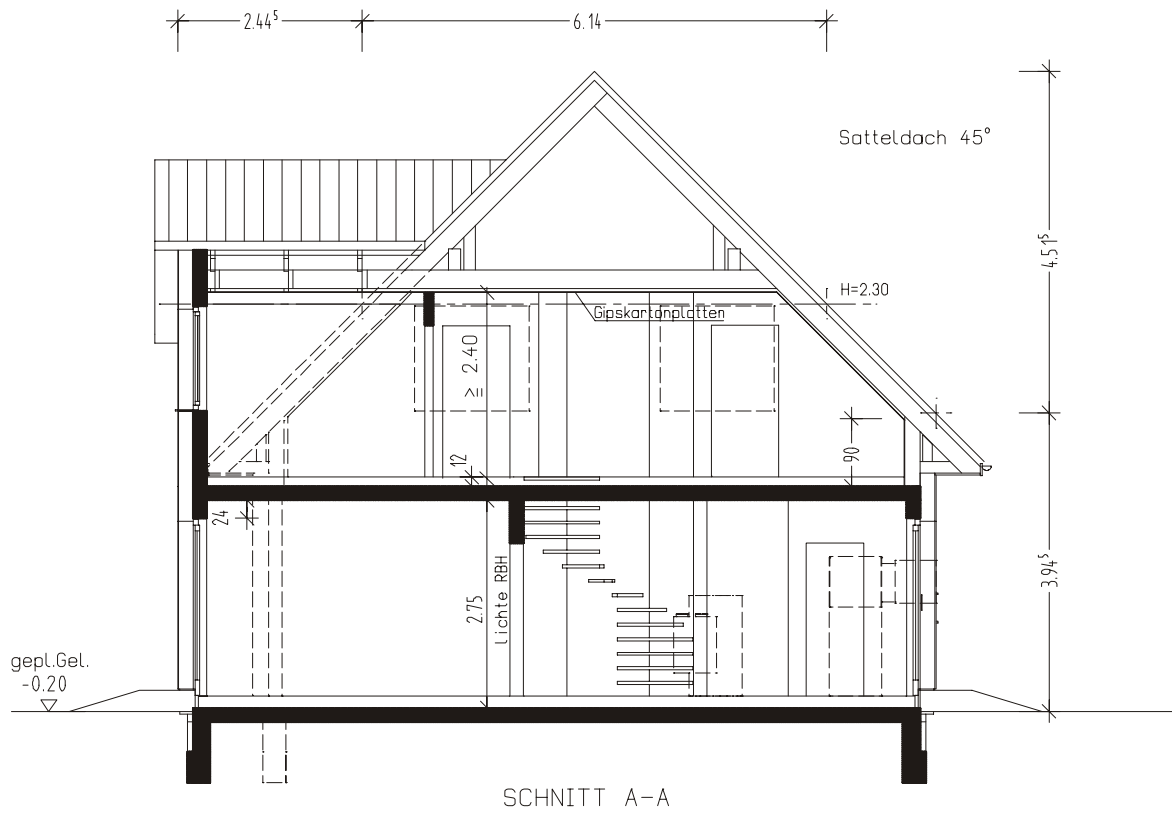 2.44⁵
6.14
Satteldach 45°
4.51⁵
H=2.30
Gipskartonplatten
≥ 2.40
12
90
24
2.75
lichte RBH
3.94⁵
gepl.Gel.
-0.20
SCHNITT A-A